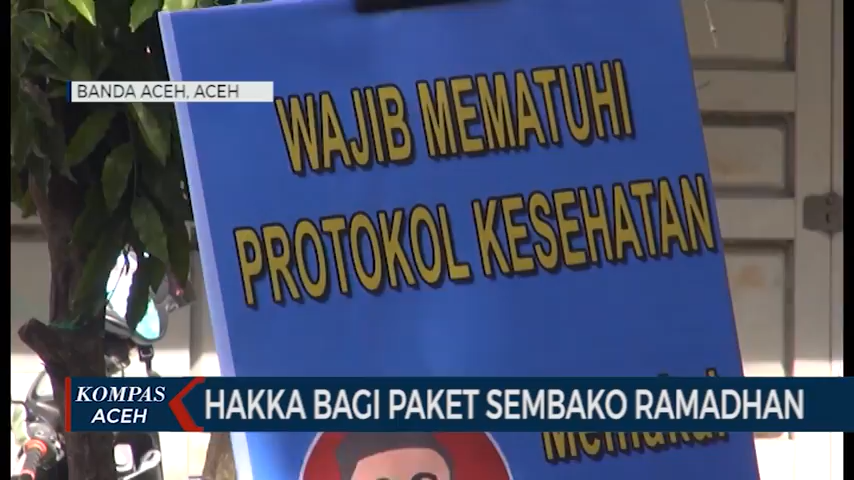 BANDA ACEH, ACEH
WAJIB MEMATUHI
PROTOKOL KESEHATAN
KOMPAS
ACEH
HAKKA BAGI PAKET SEMBAKO RAMADHAN